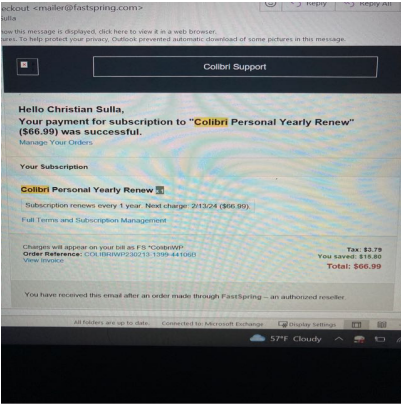 eckout <mailer@fastspring.com>
Reply
Reply All
Sulla
how this message is displayed, click here to view it in a web browser.
ures. To help protect your privacy, Outlook prevented automatic download of some pictures in this message.
Colibri Support
Hello Christian Sulla,
Your payment for subscription to "Colibri Personal Yearly Renew"
($66.99) was successful.
Manage Your Orders
Your Subscription
Colibri Personal Yearly Renew x1
Subscription renews every 1 year. Next charge: 2/13/24 ($66.99).
Full Terms and Subscription Management
Charges will appear on your bill as FS *ColibriWP
Order Reference: COLIBRIWP230213-1399-44106D
View Invoice
Tax: $3.79
You saved: $15.80
Total: $66.99
You have received this email after an order made through FastSpring – an authorized reseller.
All folders are up to date.
Connected to: Microsoft Exchange
Display Settings
57°F Cloudy